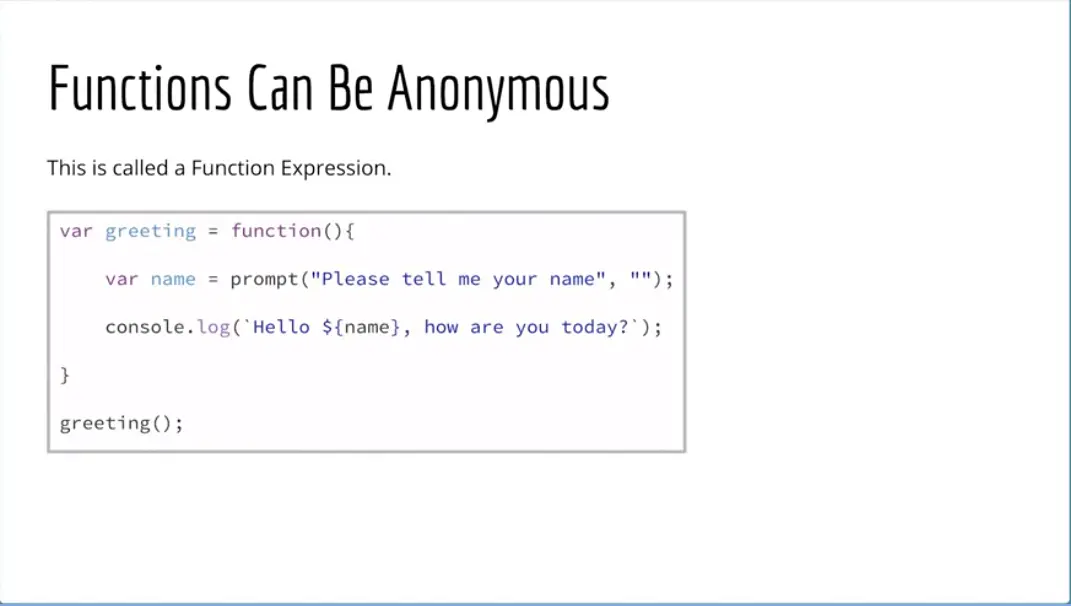 Functions Can Be Anonymous
This is called a Function Expression.
var greeting = function(){
var name = prompt("Please tell me your name", "");
console.log(`Hello ${name}, how are you today?`);
}
greeting();